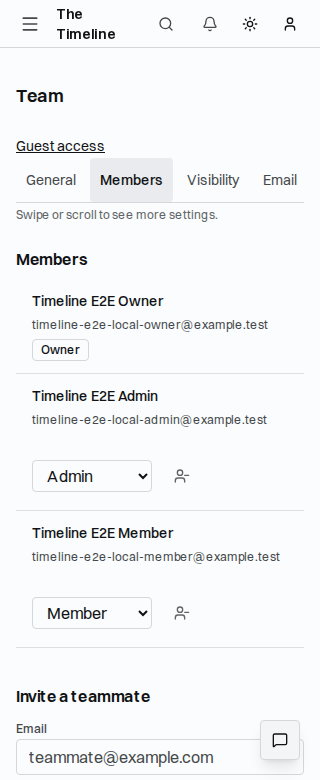 The
Timeline
Team
Guest access
General Members Visibility Email
Swipe or scroll to see more settings.
Members
Timeline E2E Owner
timeline-e2e-local-owner@example.test
Owner
Timeline E2E Admin
timeline-e2e-local-admin@example.test
Admin
Timeline E2E Member
timeline-e2e-local-member@example.test
Member
Invite a teammate
Email
teammate@example.com